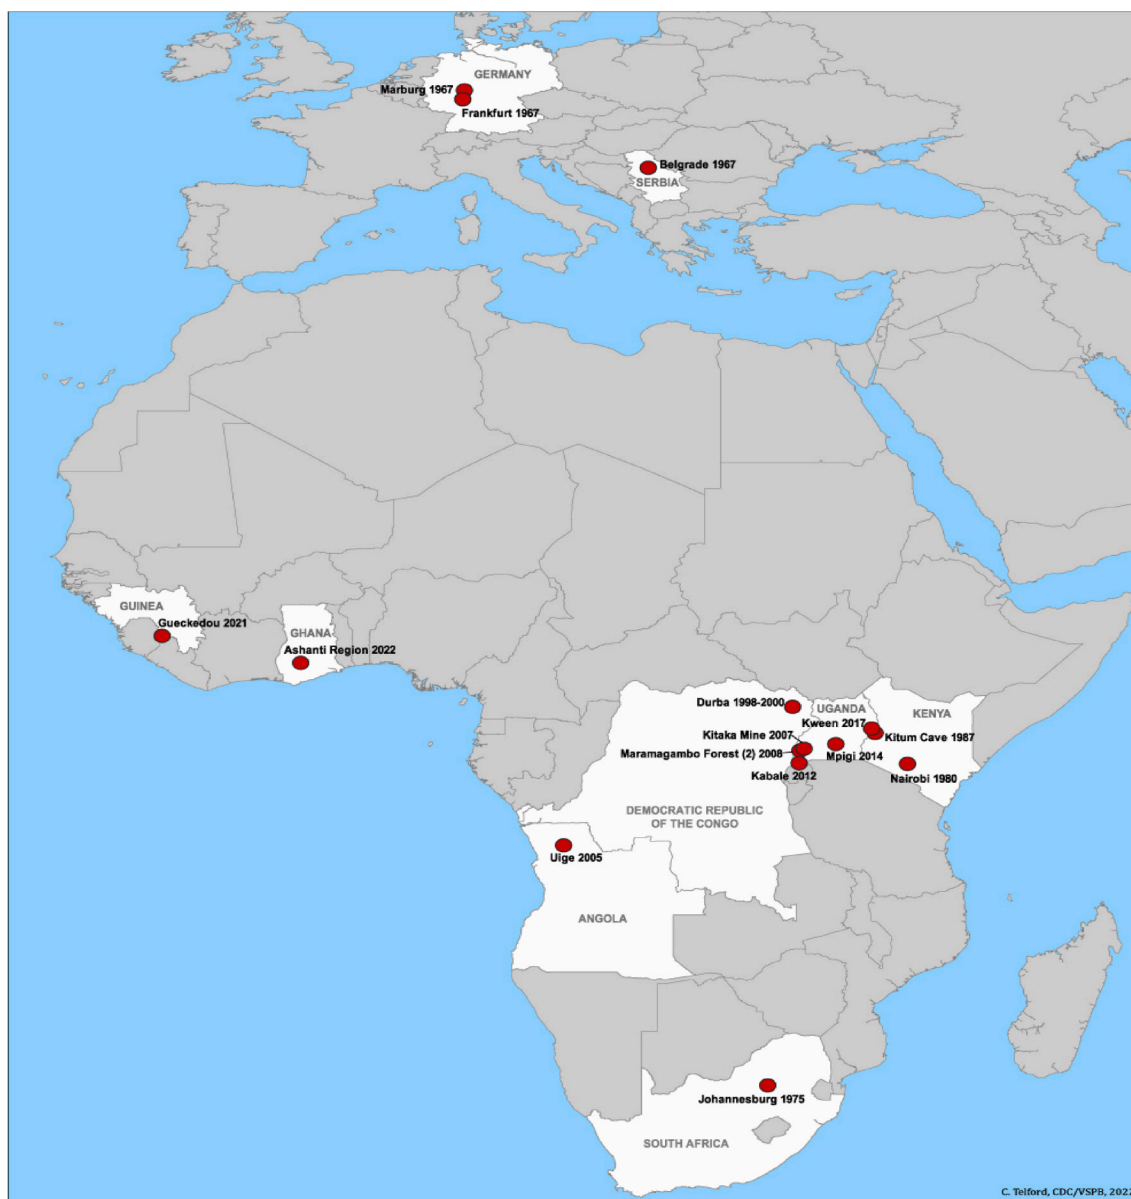 GERMANY
Marburg 1967
Frankfurt 1967
Belgrade 1967
SERBIA
GUINEA
Gueckedou 2021
GHANA
Ashanti Region 2022
Durba 1998-2000
UGANDA
KENYA
Kween 2017
Kitum Cave 1987
Kitaka Mine 2007
Maramagambo Forest (2) 2008
Mpigi 2014
Kabale 2012
Nairobi 1980
DEMOCRATIC REPUBLIC
OF THE CONGO
Uige 2005
ANGOLA
Johannesburg 1975
SOUTH AFRICA
C. Telford, CDC/VSPB, 2022